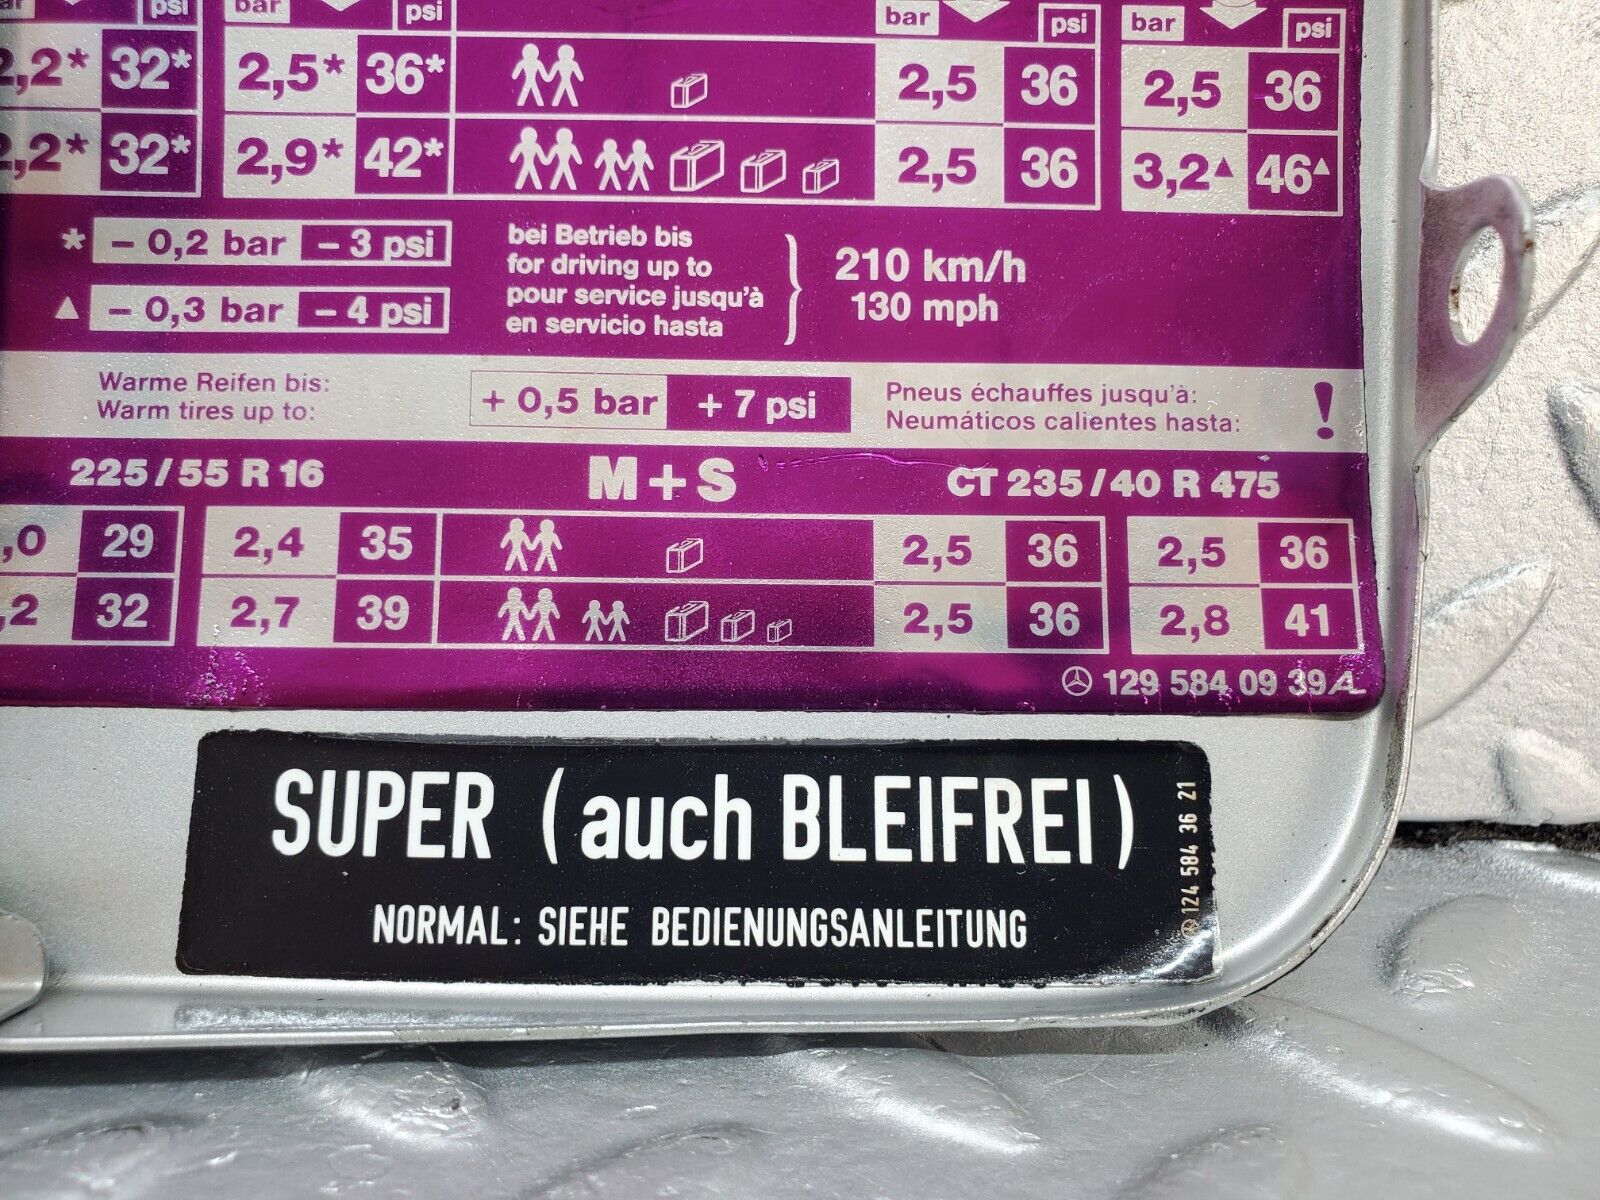 bar psi bar psi bar psi
32* 2,5* 36* 2,5 36 2,5 36
32* 2,9* 42* 2,5 36 3,2▲ 46▲
* – 0,2 bar – 3 psi
▲ – 0,3 bar – 4 psi
bei Betrieb bis
for driving up to
pour service jusqu'à
en servicio hasta
210 km/h
130 mph
Warme Reifen bis:
Warm tires up to:
+ 0,5 bar + 7 psi
Pneus échauffes jusqu'à:
Neumáticos calientes hasta:
!
225/55 R 16 M+S CT 235/40 R 475
,0 29 2,4 35 2,5 36 2,5 36
,2 32 2,7 39 2,5 36 2,8 41
129 584 09 39 A
SUPER (auch BLEIFREI)
NORMAL: SIEHE BEDIENUNGSANLEITUNG
124 584 36 21